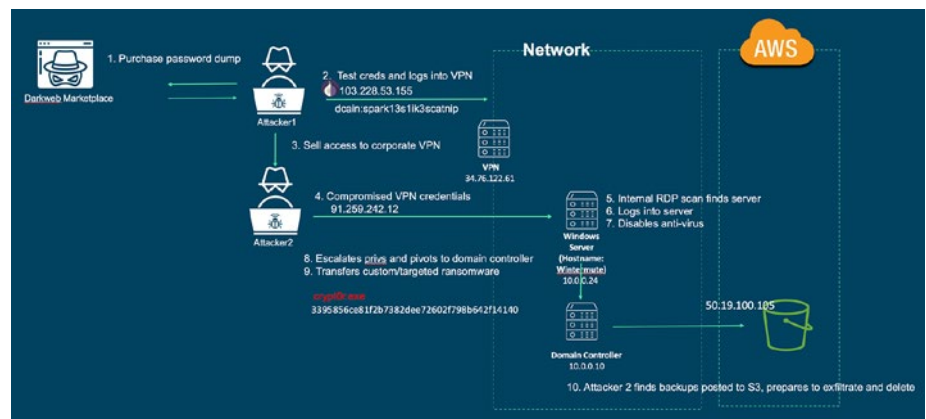 1. Purchase password dump
Darkweb Marketplace
Attacker1
2. Test creds and logs into VPN
103.228.53.155
dcain:spark13s1ik3scatnip
Network
AWS
3. Sell access to corporate VPN
VPN
34.76.122.61
Attacker2
4. Compromised VPN credentials
91.259.242.12
Windows
Server
(Hostname:
Wintermute)
10.0.0.24
5. Internal RDP scan finds server
6. Logs into server
7. Disables anti-virus
8. Escalates privs and pivots to domain controller
9. Transfers custom/targeted ransomware
crypt0r.exe
3395856ce81f2b7382dee72602f798b642f14140
50.19.100.105
Domain Controller
10.0.0.10
10. Attacker 2 finds backups posted to S3, prepares to exfiltrate and delete